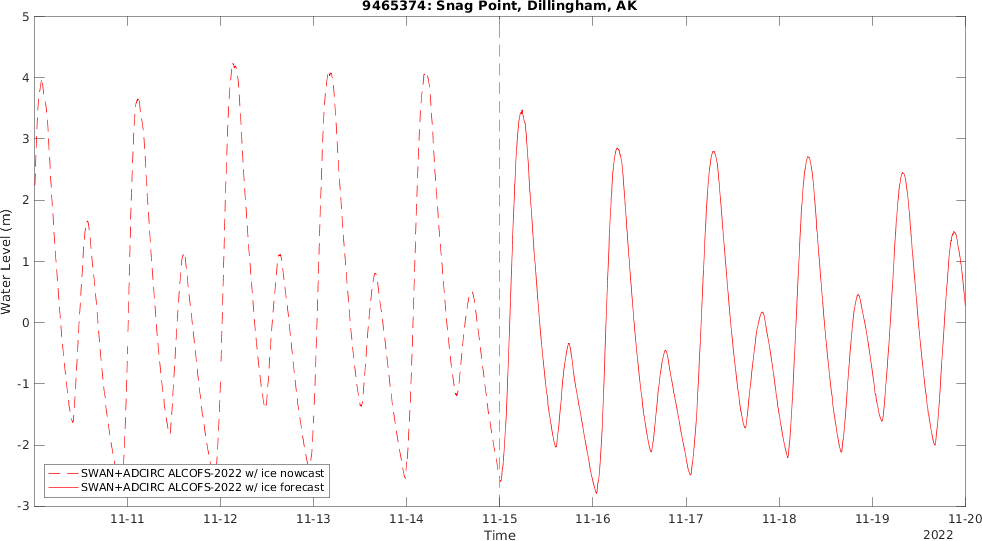 9465374: Snag Point, Dillingham, AK
5
4
3
2
1
0
-1
-2
-3
Water Level (m)
SWAN+ADCIRC ALCOFS-2022 w/ ice nowcast
SWAN+ADCIRC ALCOFS-2022 w/ ice forecast
11-11 11-12 11-13 11-14 11-15 11-16 11-17 11-18 11-19 11-20
Time
2022